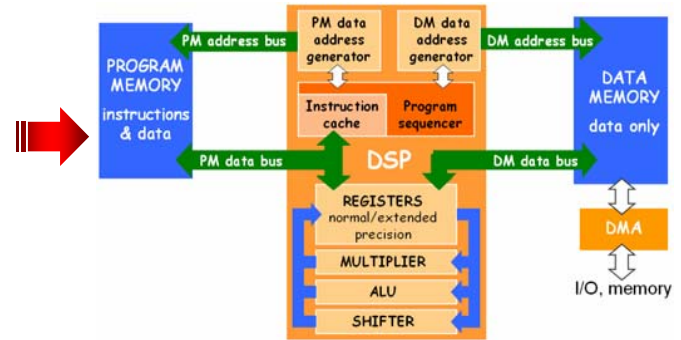 PM data
address
generator
DM data
address
generator
PM address bus
DM address bus
PROGRAM
MEMORY
instructions
& data
DATA
MEMORY
data only
Instruction
cache
Program
sequencer
PM data bus
DSP
DM data bus
REGISTERS
normal/extended
precision
MULTIPLIER
ALU
SHIFTER
DMA
I/O, memory